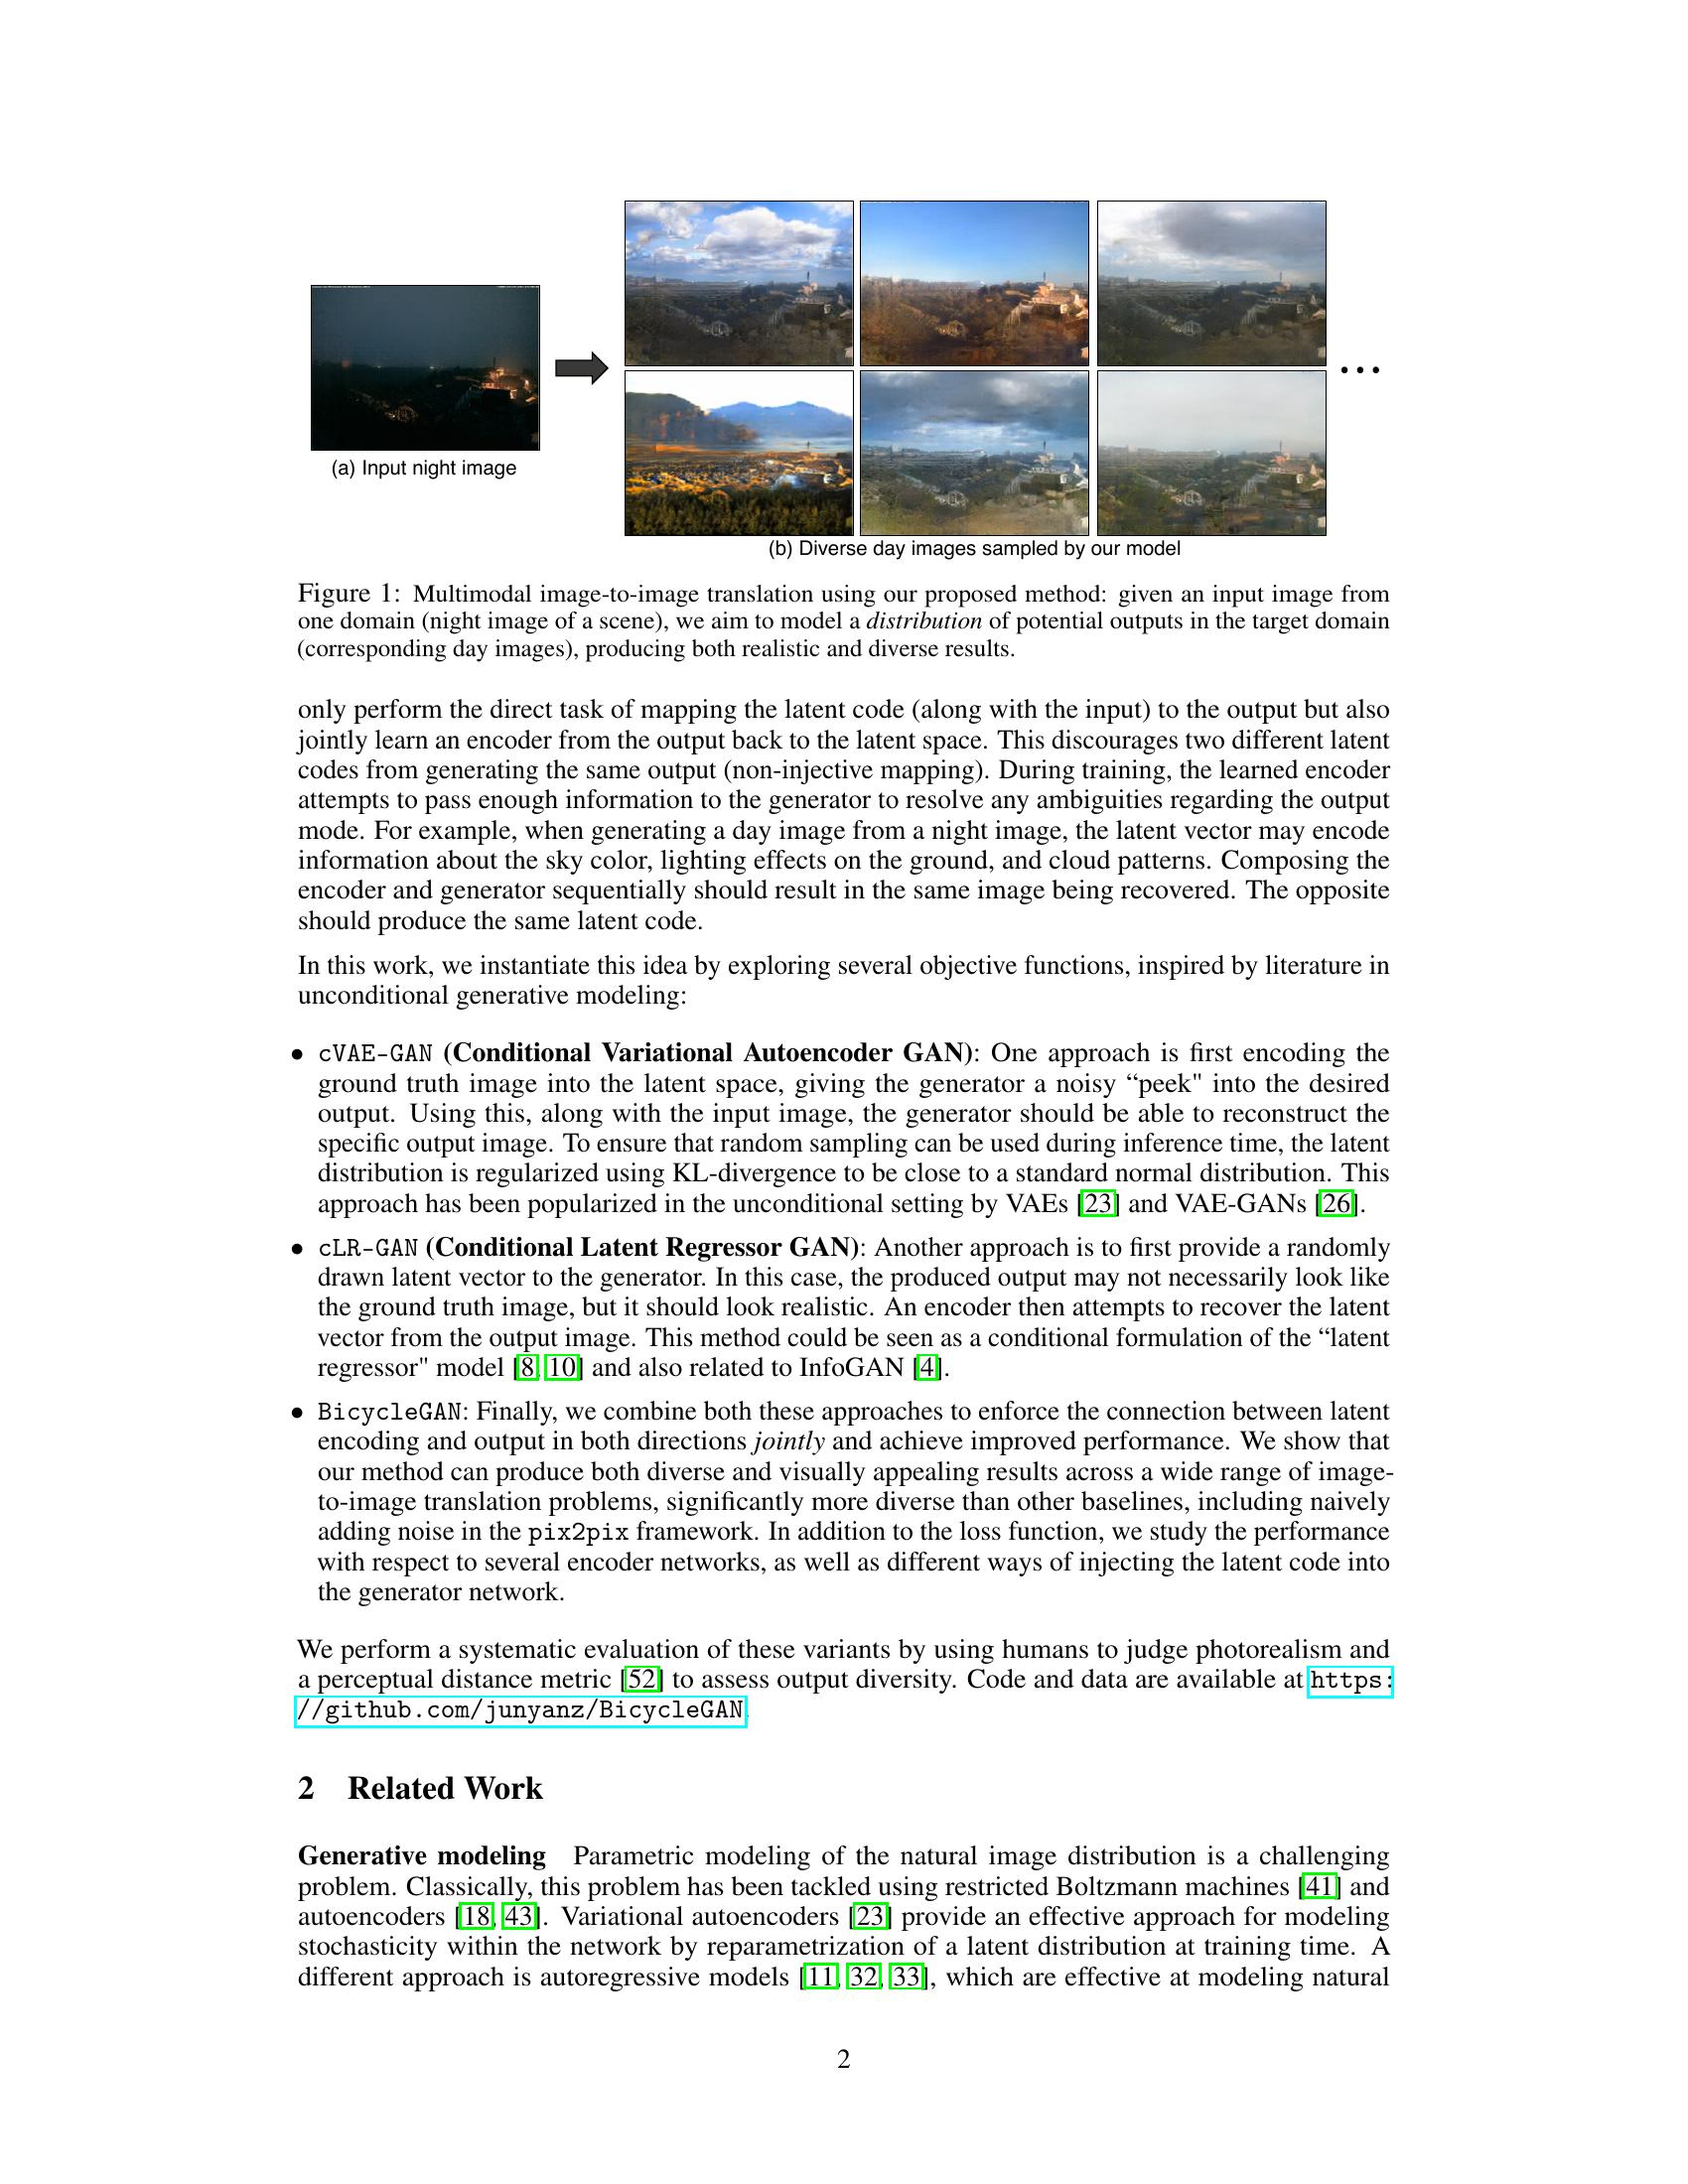 (a) Input night image
(b) Diverse day images sampled by our model
Figure 1: Multimodal image-to-image translation using our proposed method: given an input image from
one domain (night image of a scene), we aim to model a distribution of potential outputs in the target domain
(corresponding day images), producing both realistic and diverse results.
only perform the direct task of mapping the latent code (along with the input) to the output but also
jointly learn an encoder from the output back to the latent space. This discourages two different latent
codes from generating the same output (non-injective mapping). During training, the learned encoder
attempts to pass enough information to the generator to resolve any ambiguities regarding the output
mode. For example, when generating a day image from a night image, the latent vector may encode
information about the sky color, lighting effects on the ground, and cloud patterns. Composing the
encoder and generator sequentially should result in the same image being recovered. The opposite
should produce the same latent code.
In this work, we instantiate this idea by exploring several objective functions, inspired by literature in
unconditional generative modeling:
• cVAE-GAN (Conditional Variational Autoencoder GAN): One approach is first encoding the
ground truth image into the latent space, giving the generator a noisy “peek" into the desired
output. Using this, along with the input image, the generator should be able to reconstruct the
specific output image. To ensure that random sampling can be used during inference time, the latent
distribution is regularized using KL-divergence to be close to a standard normal distribution. This
approach has been popularized in the unconditional setting by VAEs [23] and VAE-GANs [26].
• cLR-GAN (Conditional Latent Regressor GAN): Another approach is to first provide a randomly
drawn latent vector to the generator. In this case, the produced output may not necessarily look like
the ground truth image, but it should look realistic. An encoder then attempts to recover the latent
vector from the output image. This method could be seen as a conditional formulation of the “latent
regressor" model [8, 10] and also related to InfoGAN [4].
• BicycleGAN: Finally, we combine both these approaches to enforce the connection between latent
encoding and output in both directions jointly and achieve improved performance. We show that
our method can produce both diverse and visually appealing results across a wide range of image-
to-image translation problems, significantly more diverse than other baselines, including naively
adding noise in the pix2pix framework. In addition to the loss function, we study the performance
with respect to several encoder networks, as well as different ways of injecting the latent code into
the generator network.
We perform a systematic evaluation of these variants by using humans to judge photorealism and
a perceptual distance metric [52] to assess output diversity. Code and data are available at https:
//github.com/junyanz/BicycleGAN.
2 Related Work
Generative modeling Parametric modeling of the natural image distribution is a challenging
problem. Classically, this problem has been tackled using restricted Boltzmann machines [41] and
autoencoders [18, 43]. Variational autoencoders [23] provide an effective approach for modeling
stochasticity within the network by reparametrization of a latent distribution at training time. A
different approach is autoregressive models [11, 32, 33], which are effective at modeling natural
2